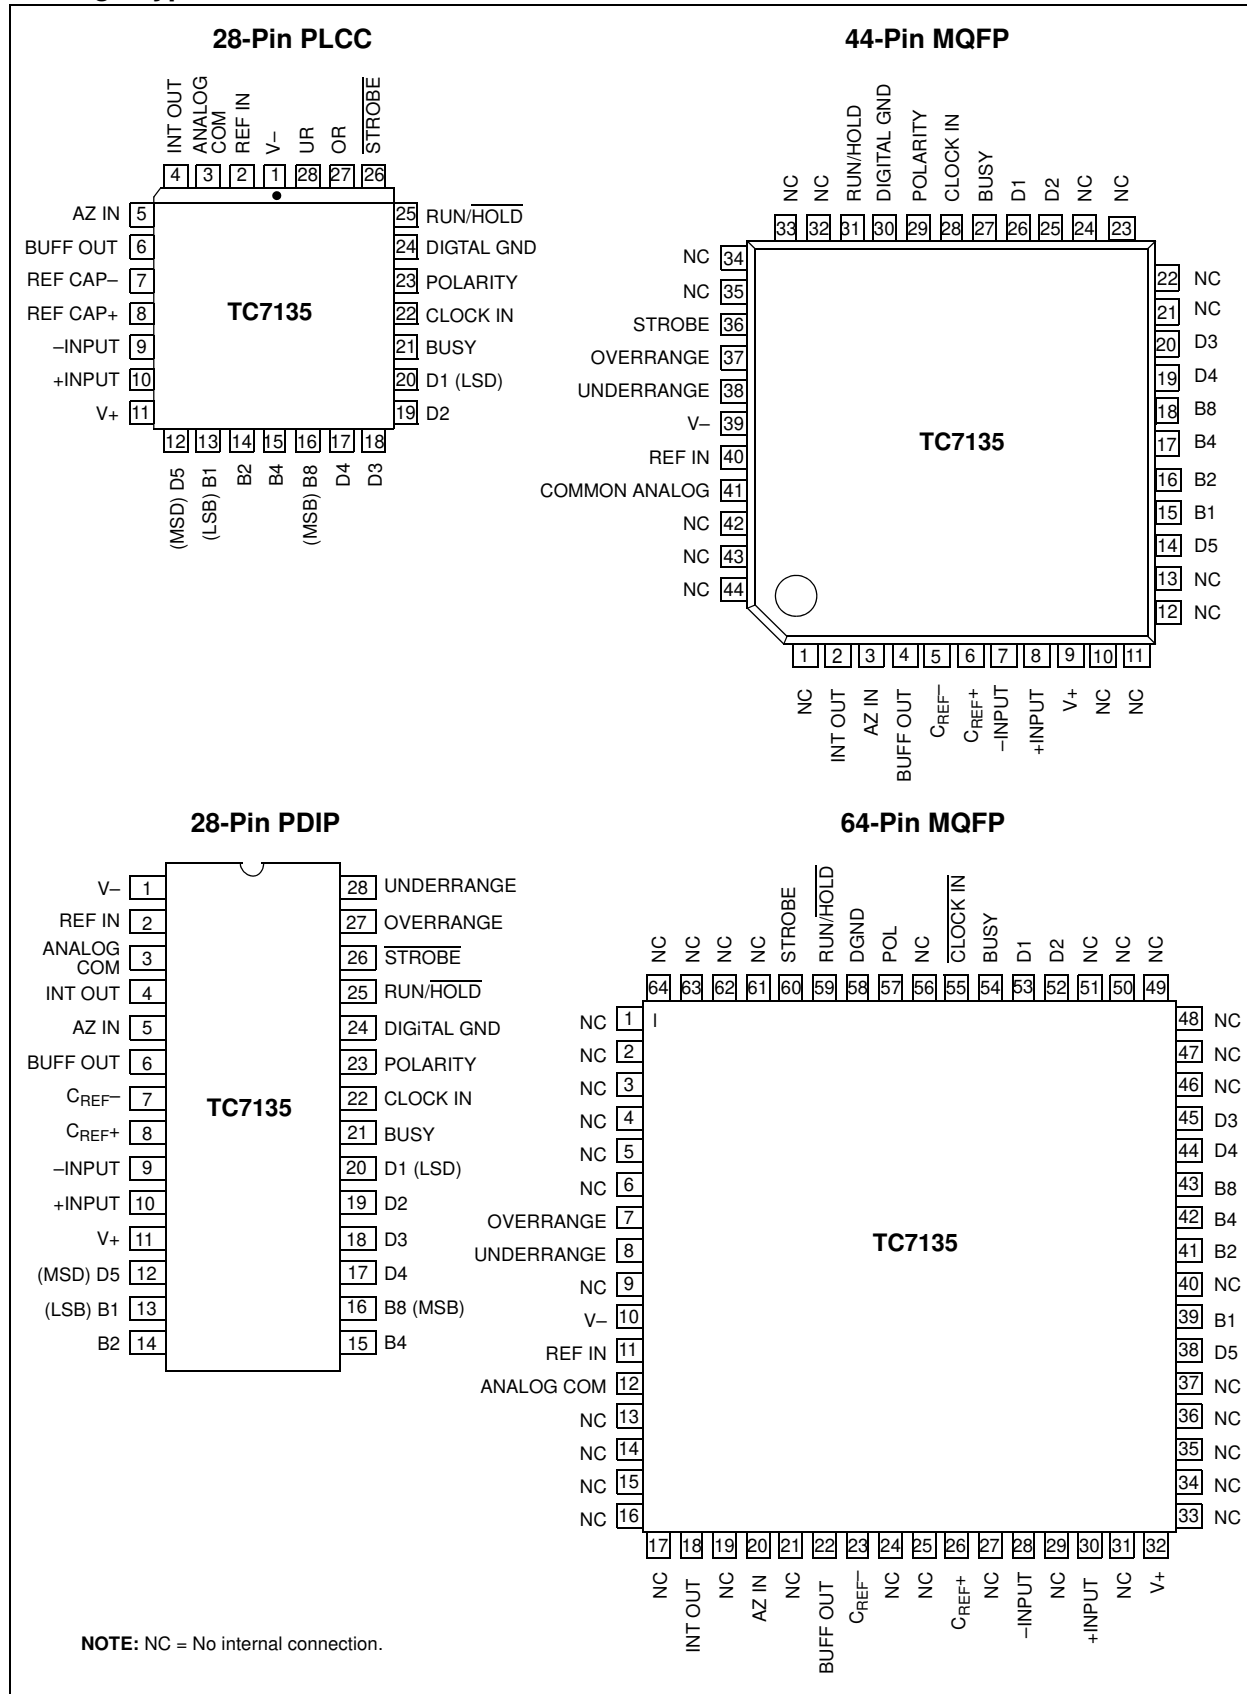 28-Pin PLCC
INT OUT
ANALOG
COM
REF IN
V–
UR
OR
STROBE
4 3 2 1 28 27 26
AZ IN 5
BUFF OUT 6
REF CAP– 7
REF CAP+ 8
–INPUT 9
+INPUT 10
V+ 11
TC7135
25 RUN/HOLD
24 DIGTAL GND
23 POLARITY
22 CLOCK IN
21 BUSY
20 D1 (LSD)
19 D2
12 13 14 15 16 17 18
(MSD) D5
(LSB) B1
B2
B4
(MSB) B8
D4
D3
44-Pin MQFP
NC
NC
RUN/HOLD
DIGITAL GND
POLARITY
CLOCK IN
BUSY
D1
D2
NC
NC
33 32 31 30 29 28 27 26 25 24 23
NC 34
NC 35
STROBE 36
OVERRANGE 37
UNDERRANGE 38
V– 39
REF IN 40
COMMON ANALOG 41
NC 42
NC 43
NC 44
TC7135
22 NC
21 NC
20 D3
19 D4
18 B8
17 B4
16 B2
15 B1
14 D5
13 NC
12 NC
1 2 3 4 5 6 7 8 9 10 11
NC
INT OUT
AZ IN
BUFF OUT
CREF–
CREF+
–INPUT
+INPUT
V+
NC
NC
28-Pin PDIP
V– 1
REF IN 2
ANALOG
COM 3
INT OUT 4
AZ IN 5
BUFF OUT 6
CREF– 7
CREF+ 8
–INPUT 9
+INPUT 10
V+ 11
(MSD) D5 12
(LSB) B1 13
B2 14
TC7135
28 UNDERRANGE
27 OVERRANGE
26 STROBE
25 RUN/HOLD
24 DIGiTAL GND
23 POLARITY
22 CLOCK IN
21 BUSY
20 D1 (LSD)
19 D2
18 D3
17 D4
16 B8 (MSB)
15 B4
64-Pin MQFP
NC
NC
NC
NC
STROBE
RUN/HOLD
DGND
POL
NC
CLOCK IN
BUSY
D1
D2
NC
NC
NC
64 63 62 61 60 59 58 57 56 55 54 53 52 51 50 49
NC 1
NC 2
NC 3
NC 4
NC 5
NC 6
OVERRANGE 7
UNDERRANGE 8
NC 9
V– 10
REF IN 11
ANALOG COM 12
NC 13
NC 14
NC 15
NC 16
I
TC7135
48 NC
47 NC
46 NC
45 D3
44 D4
43 B8
42 B4
41 B2
40 NC
39 B1
38 D5
37 NC
36 NC
35 NC
34 NC
33 NC
17 18 19 20 21 22 23 24 25 26 27 28 29 30 31 32
NC
INT OUT
NC
AZ IN
NC
BUFF OUT
CREF–
NC
NC
CREF+
NC
–INPUT
NC
+INPUT
NC
V+
NOTE: NC = No internal connection.